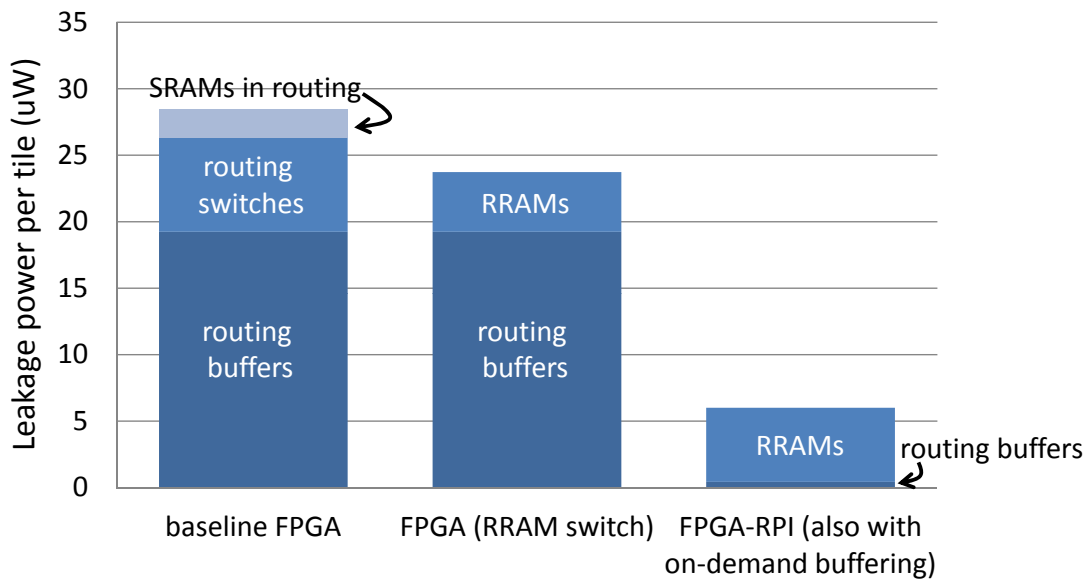 Leakage power per tile (uW)
35
30
25
20
15
10
5
0
SRAMs in routing
routing
switches
routing
buffers
RRAMs
routing
buffers
RRAMs
routing buffers
baseline FPGA
FPGA (RRAM switch)
FPGA-RPI (also with
on-demand buffering)